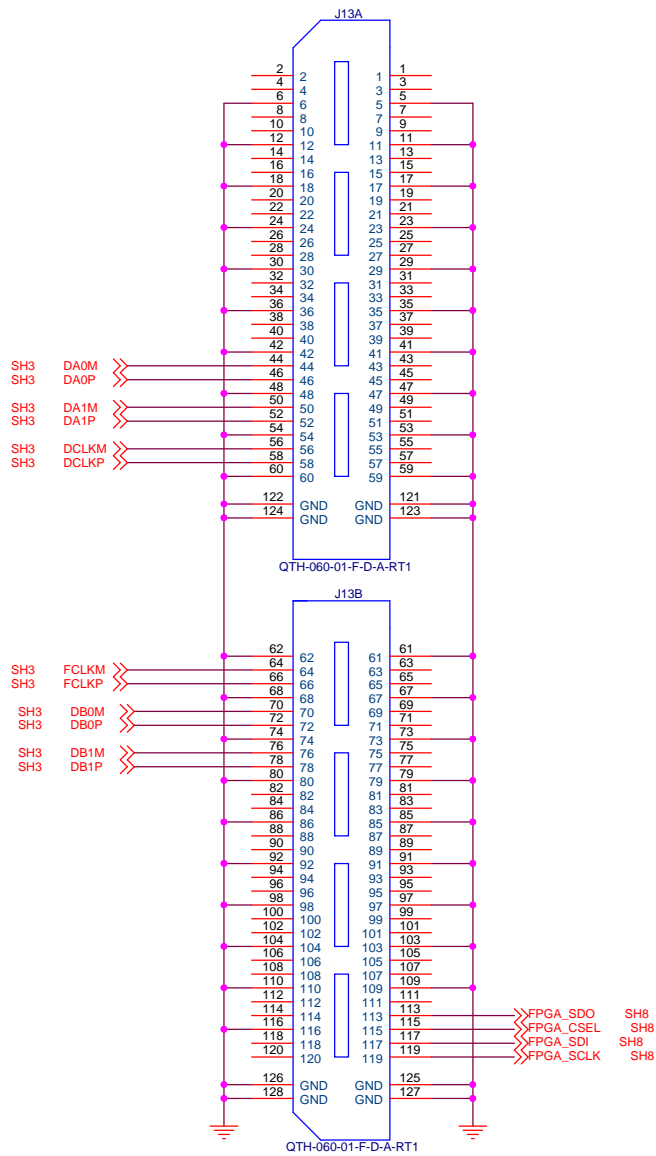 J13A
2 2 1 1
4 4 3 3
6 6 5 5
8 8 7 7
10 10 9 9
12 12 11 11
14 14 13 13
16 16 15 15
18 18 17 17
20 20 19 19
22 22 21 21
24 24 23 23
26 26 25 25
28 28 27 27
30 30 29 29
32 32 31 31
34 34 33 33
36 36 35 35
38 38 37 37
40 40 39 39
42 42 41 41
SH3 DA0M 44 44 43 43
SH3 DA0P 46 46 45 45
48 48 47 47
SH3 DA1M 50 50 49 49
SH3 DA1P 52 52 51 51
54 54 53 53
SH3 DCLKM 56 56 55 55
SH3 DCLKP 58 58 57 57
60 60 59 59
122 GND GND 121
124 GND GND 123
QTH-060-01-F-D-A-RT1
J13B
62 62 61 61
SH3 FCLKM 64 64 63 63
SH3 FCLKP 66 66 65 65
68 68 67 67
SH3 DB0M 70 70 69 69
SH3 DB0P 72 72 71 71
74 74 73 73
SH3 DB1M 76 76 75 75
SH3 DB1P 78 78 77 77
80 80 79 79
82 82 81 81
84 84 83 83
86 86 85 85
88 88 87 87
90 90 89 89
92 92 91 91
94 94 93 93
96 96 95 95
98 98 97 97
100 100 99 99
102 102 101 101
104 104 103 103
106 106 105 105
108 108 107 107
110 110 109 109
112 112 111 111
114 114 113 113 FPGA_SDO SH8
116 116 115 115 FPGA_CSEL SH8
118 118 117 117 FPGA_SDI SH8
120 120 119 119 FPGA_SCLK SH8
126 GND GND 125
128 GND GND 127
QTH-060-01-F-D-A-RT1